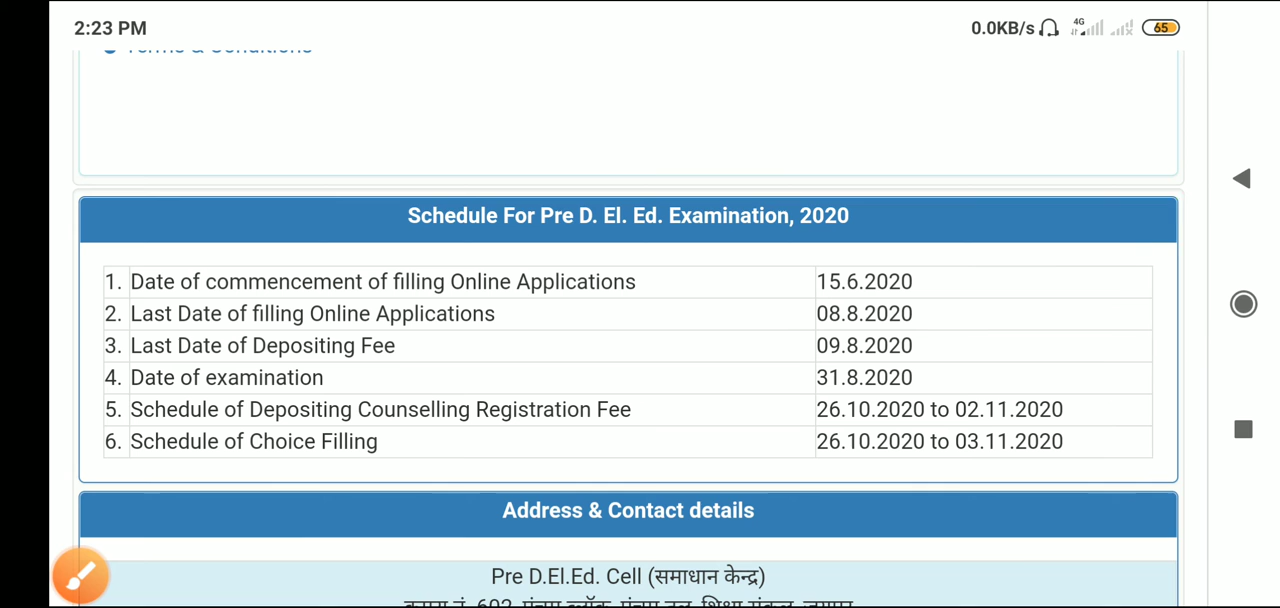 2:23 PM 0.0KB/s 4G 65
Terms & Conditions
Schedule For Pre D. El. Ed. Examination, 2020
1. Date of commencement of filling Online Applications 15.6.2020
2. Last Date of filling Online Applications 08.8.2020
3. Last Date of Depositing Fee 09.8.2020
4. Date of examination 31.8.2020
5. Schedule of Depositing Counselling Registration Fee 26.10.2020 to 02.11.2020
6. Schedule of Choice Filling 26.10.2020 to 03.11.2020
Address & Contact details
Pre D.El.Ed. Cell (समाधान केन्द्र)
602, ब्लॉक,